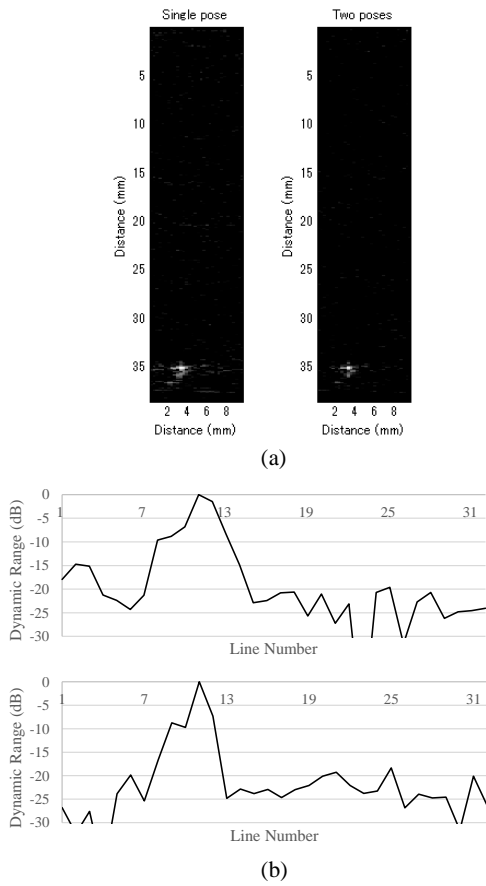 Single pose
Two poses
5
10
15
20
25
30
35
Distance (mm)
2 4 6 8
Distance (mm)
5
10
15
20
25
30
35
Distance (mm)
2 4 6 8
Distance (mm)
(a)
0
-5
-10
-15
-20
-25
-30
Dynamic Range (dB)
1 7 13 19 25 31
Line Number
0
-5
-10
-15
-20
-25
-30
Dynamic Range (dB)
1 7 13 19 25 31
Line Number
(b)